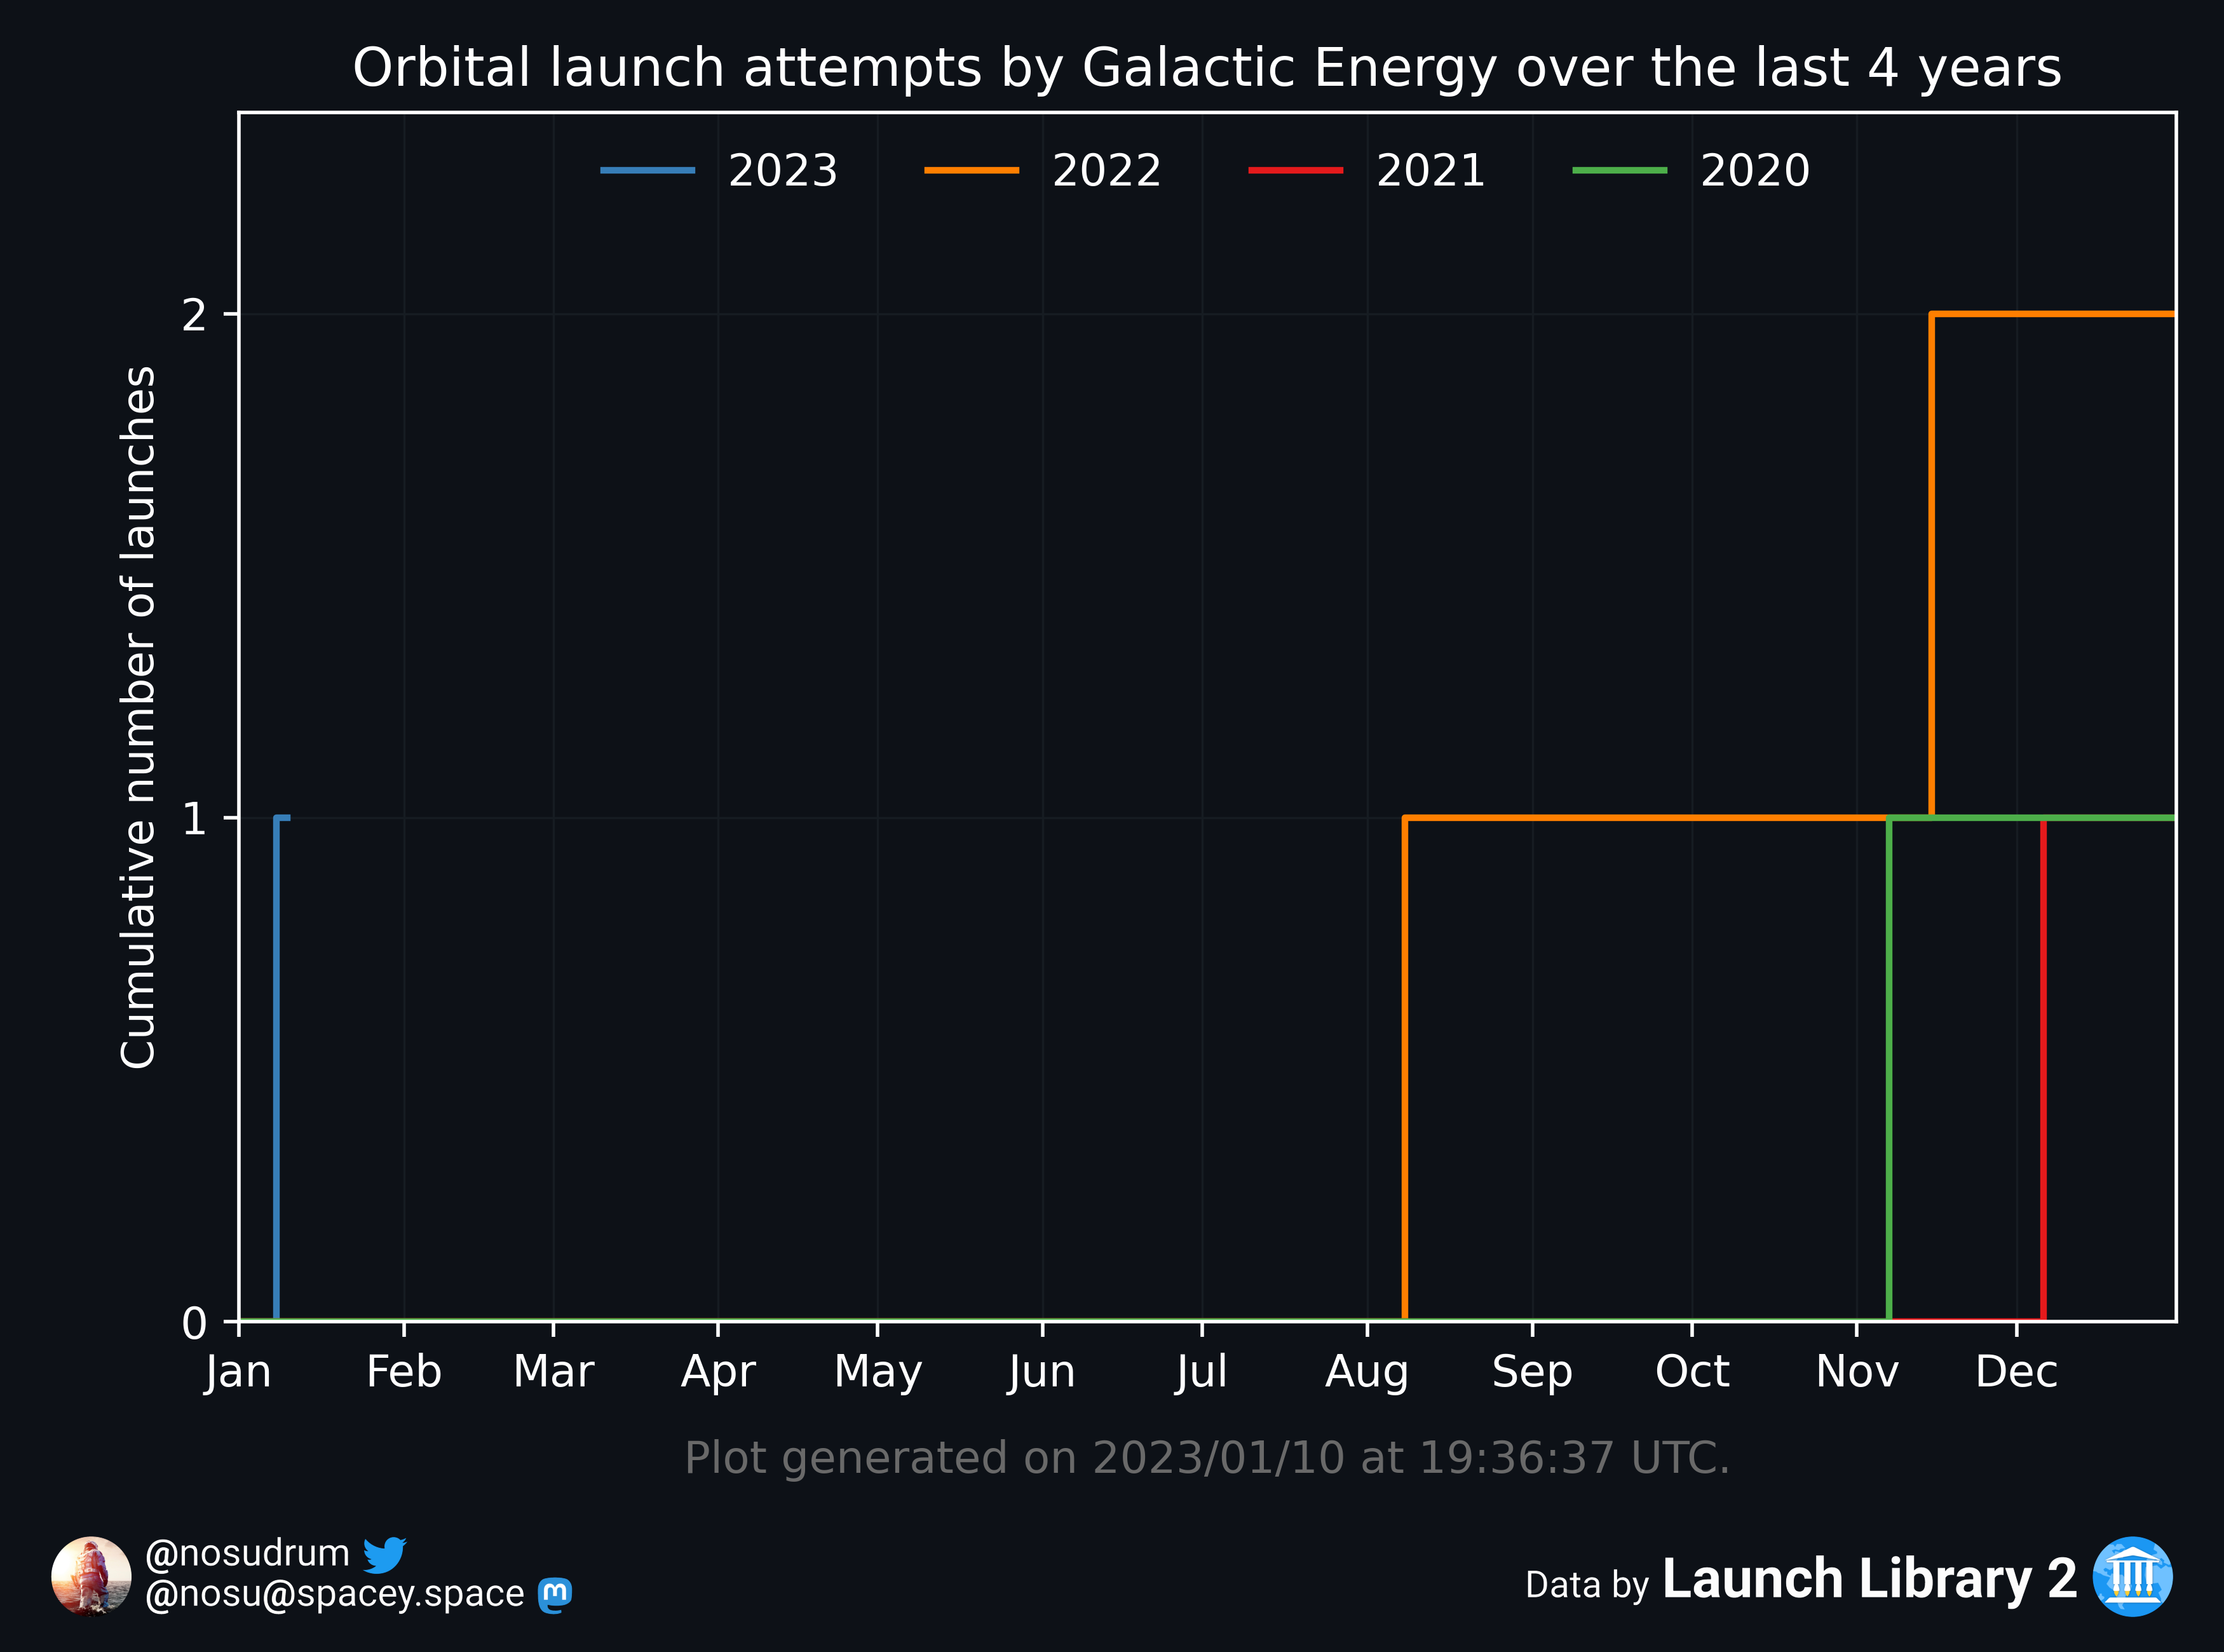 Orbital launch attempts by Galactic Energy over the last 4 years
2023 2022 2021 2020
Cumulative number of launches
2
1
0
Jan Feb Mar Apr May Jun Jul Aug Sep Oct Nov Dec
Plot generated on 2023/01/10 at 19:36:37 UTC.
@nosudrum
@nosu@spacey.space m
Data by Launch Library 2